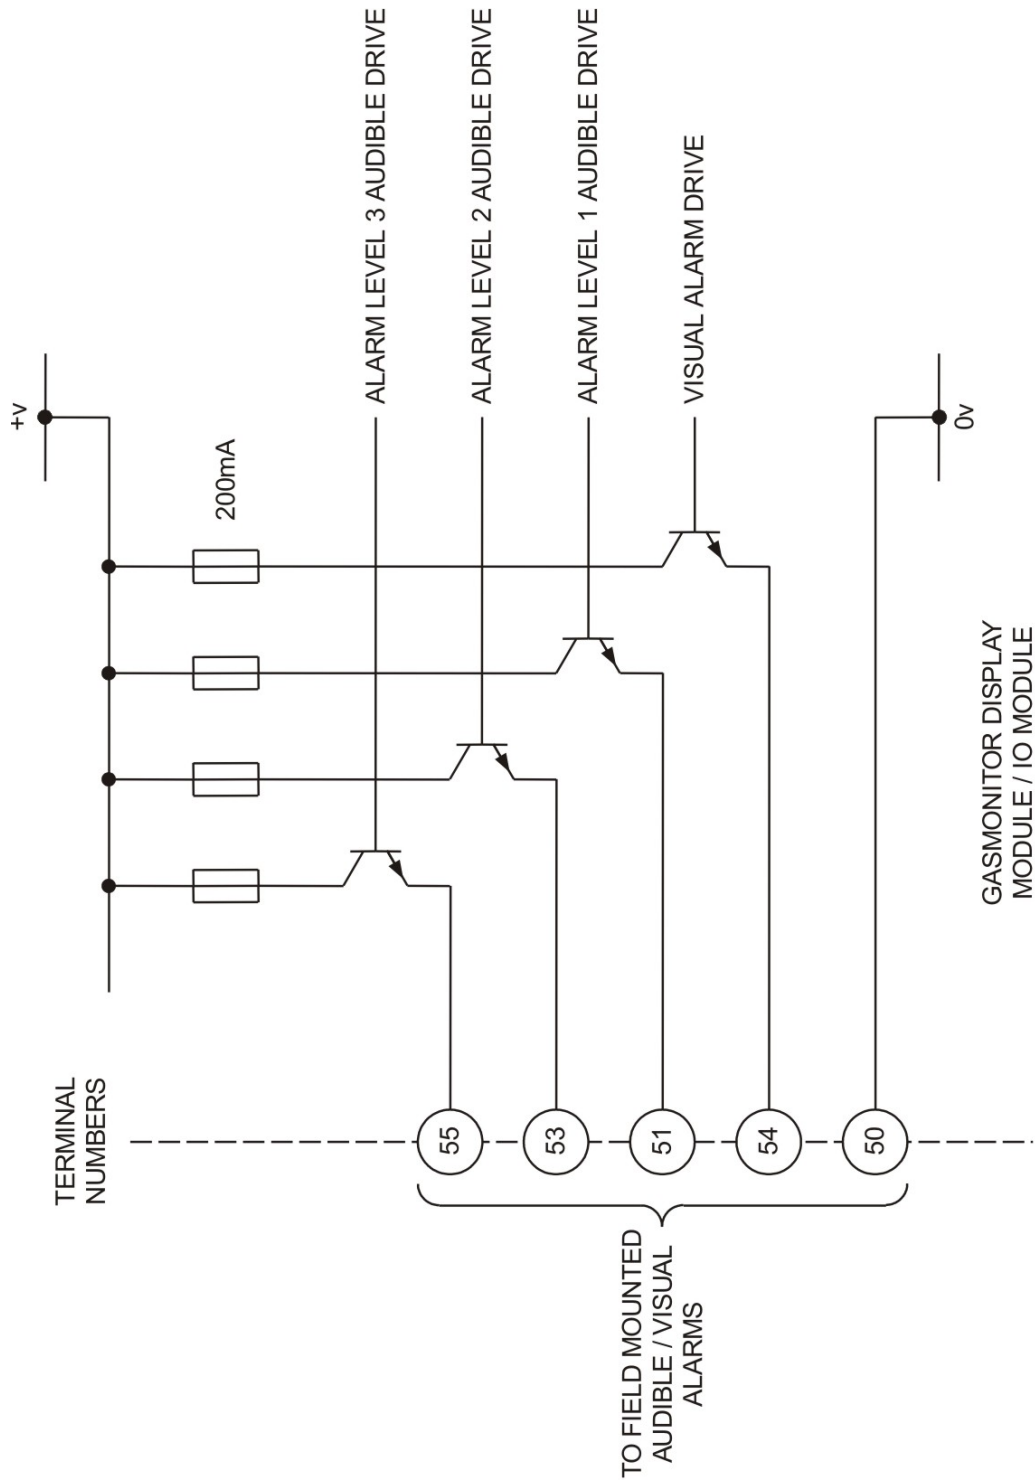 +v
200mA
ALARM LEVEL 3 AUDIBLE DRIVE
ALARM LEVEL 2 AUDIBLE DRIVE
ALARM LEVEL 1 AUDIBLE DRIVE
VISUAL ALARM DRIVE
0v
TERMINAL
NUMBERS
55
53
51
54
50
TO FIELD MOUNTED
AUDIBLE / VISUAL
ALARMS
GASMONITOR DISPLAY
MODULE / IO MODULE